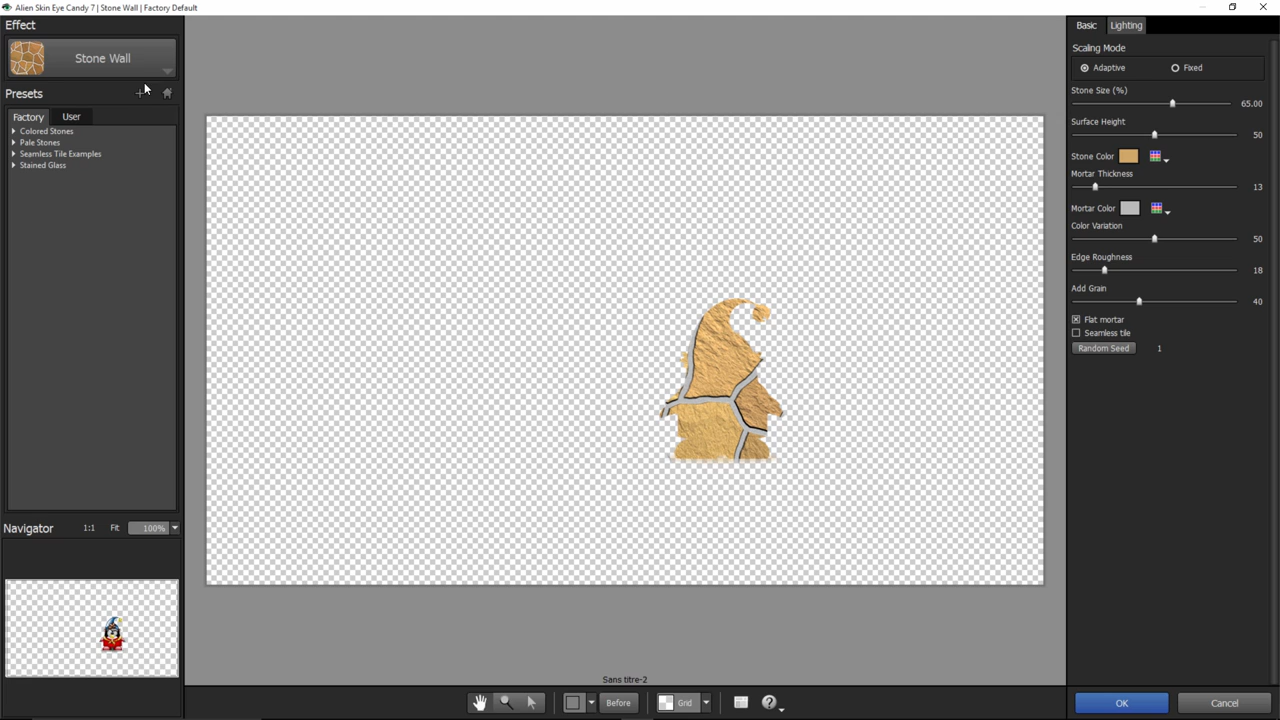 Alien Skin Eye Candy 7 | Stone Wall | Factory Default
Effect
Stone Wall
Presets
Factory User
Colored Stones
Pale Stones
Seamless Tile Examples
Stained Glass
Navigator 1:1 Fit 100%
Sans titre-2
Before Grid
Basic Lighting
Scaling Mode
Adaptive Fixed
Stone Size (%)
65.00
Surface Height
50
Stone Color
Mortar Thickness
13
Mortar Color
Color Variation
50
Edge Roughness
18
Add Grain
40
Flat mortar
Seamless tile
Random Seed 1
OK Cancel